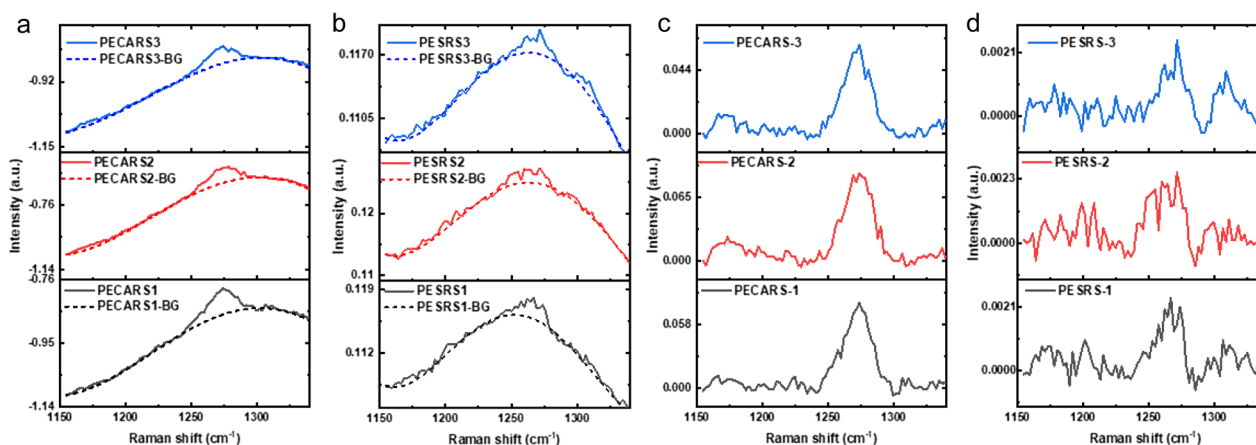 a
PECARS3
PECARS3-BG
-0.92
-1.15
PECARS2
PECARS2-BG
-0.76
-1.14
-0.76
PECARS1
PECARS1-BG
-0.95
-1.14
1150 1200 1250 1300
Raman shift (cm-1)
Intensity (a.u.)
b
PESRS3
PESRS3-BG
0.1170
0.1105
PESRS2
PESRS2-BG
0.12
0.11
0.119
PESRS1
PESRS1-BG
0.112
1150 1200 1250 1300
Raman shift (cm-1)
Intensity (a.u.)
c
PECARS-3
0.044
0.000
PECARS-2
0.065
0.000
PECARS-1
0.058
0.000
1150 1200 1250 1300
Raman shift (cm-1)
Intensity (a.u.)
d
PESRS-3
0.0021
0.0000
PESRS-2
0.0023
0.0000
PESRS-1
0.0021
0.0000
1150 1200 1250 1300
Raman shift (cm-1)
Intensity (a.u.)